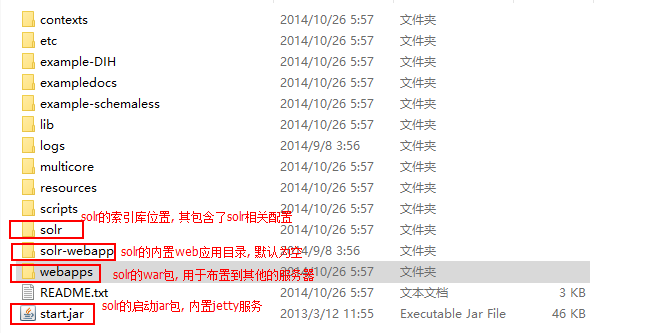 contexts 2014/10/26 5:57 文件夹
etc 2014/10/26 5:57 文件夹
example-DIH 2014/10/26 5:57 文件夹
exampledocs 2014/10/26 5:57 文件夹
example-schemaless 2014/10/26 5:57 文件夹
lib 2014/10/26 5:57 文件夹
logs 2014/9/8 3:56 文件夹
multicore 2014/10/26 5:57 文件夹
resources 2014/10/26 5:57 文件夹
scripts 2014/10/26 5:57 文件夹
solr的索引库位置, 其包含了solr相关配置
solr 2014/10/26 5:57 文件夹
solr-webapp solr的内置web应用目录, 默认为空 2014/9/8 3:56 文件夹
webapps solr的war包, 用于布置到其他的服务器 2014/10/26 5:57 文件夹
README.txt 2014/10/26 5:57 文本文档 3 KB
solr的启动jar包, 内置jetty服务
start.jar 2013/3/12 11:55 Executable Jar File 46 KB